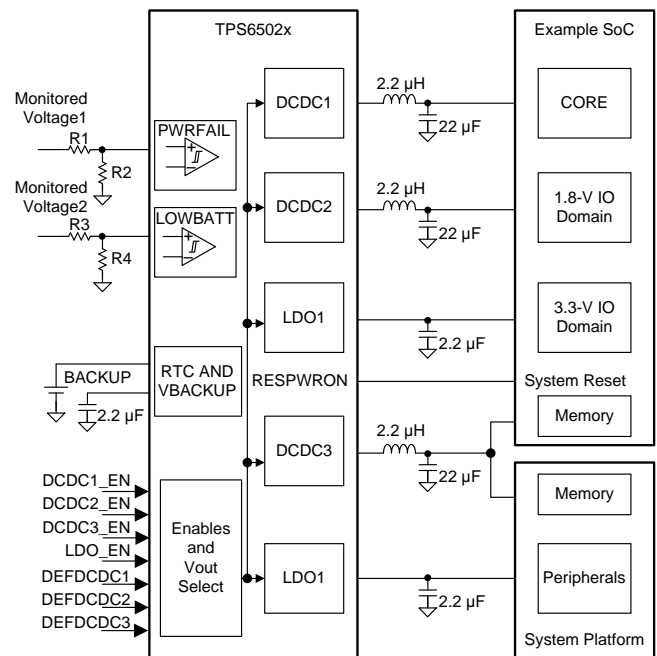 TPS6502x
Example SoC
Monitored
Voltage1
R1
R2
PWRFAIL
+
–
Monitored
Voltage2
R3
R4
LOWBATT
+
–
BACKUP
2.2 µF
RTC AND
VBACKUP
DCDC1_EN
DCDC2_EN
DCDC3_EN
LDO_EN
DEFDCDC1
DEFDCDC2
DEFDCDC3
Enables
and
Vout
Select
DCDC1
2.2 µH
22 µF
CORE
DCDC2
2.2 µH
22 µF
1.8-V IO
Domain
LDO1
2.2 µF
3.3-V IO
Domain
RESPWRON
System Reset
Memory
DCDC3
2.2 µH
22 µF
Memory
LDO1
2.2 µF
Peripherals
System Platform